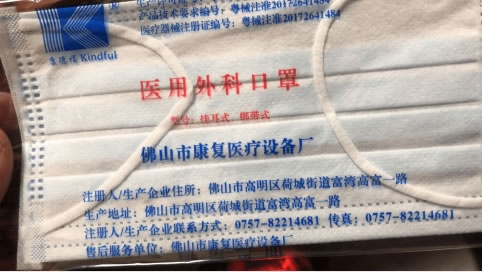 产品技术要求编号：粤械注准20172641484
医疗器械注册证编号：粤械注准20172641484
惠德福 Kindful
医用外科口罩
型号：挂耳式 绑带式
佛山市康复医疗设备厂
注册人/生产企业住所：佛山市高明区荷城街道富湾高富一路
生产地址：佛山市高明区荷城街道富湾高富一路
注册人/生产企业联系方式：0757-82214681 传真：0757-82214681
售后服务单位：佛山市康复医疗设备厂